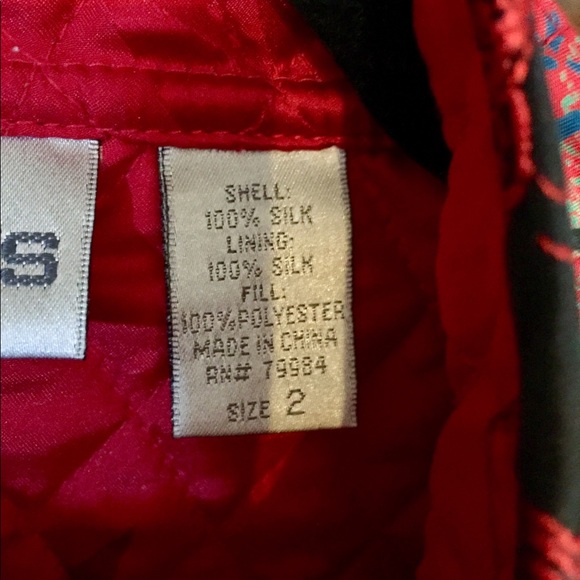 S
SHELL:
100% SILK
LINING:
100% SILK
FILL:
100%POLYESTER
MADE IN CHINA
RN# 79984
SIZE 2